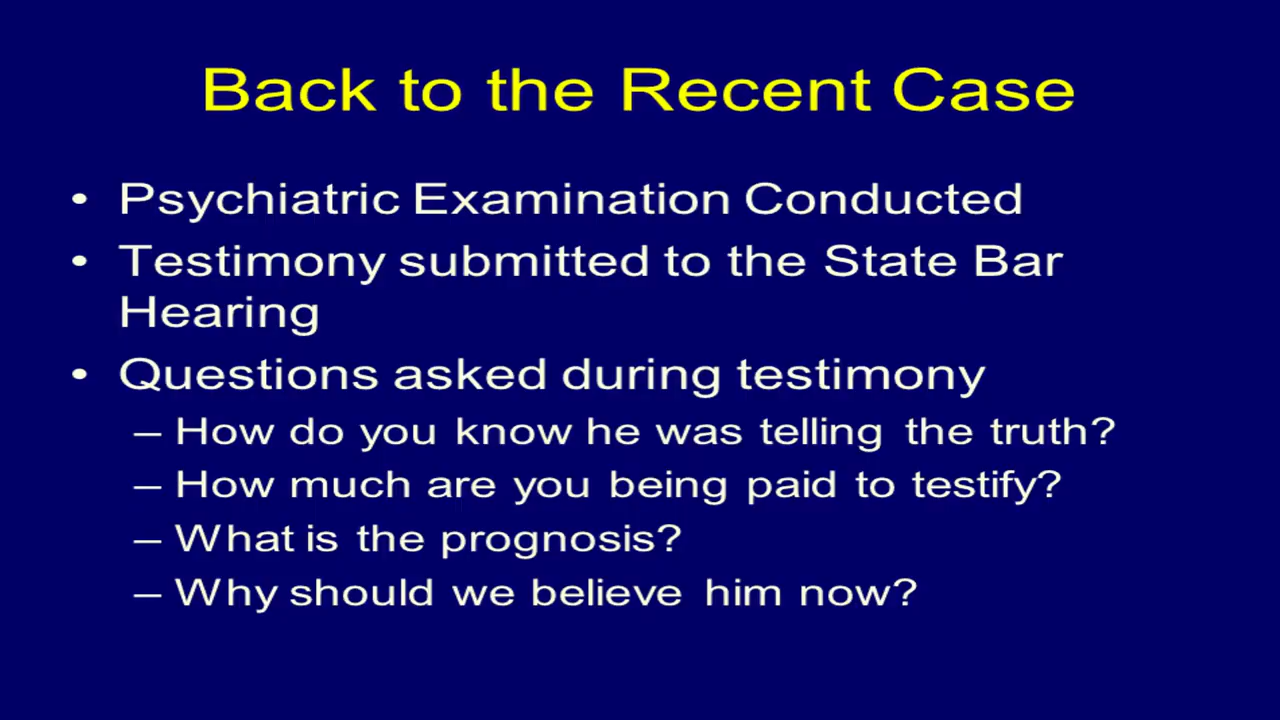 Back to the Recent Case
• Psychiatric Examination Conducted
• Testimony submitted to the State Bar
Hearing
• Questions asked during testimony
– How do you know he was telling the truth?
– How much are you being paid to testify?
– What is the prognosis?
– Why should we believe him now?